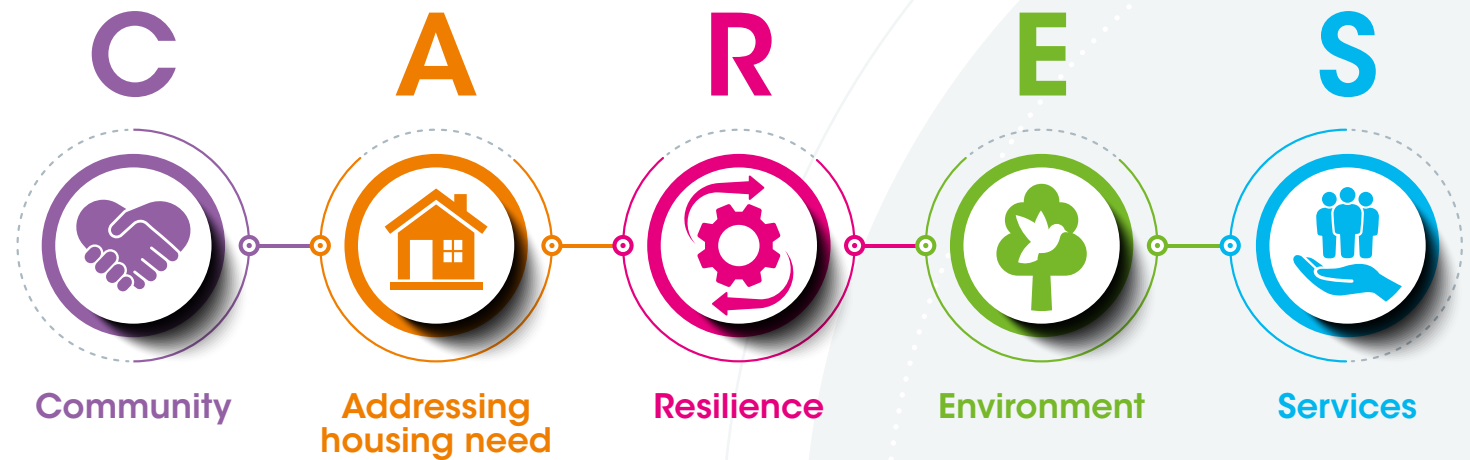 C A R E S
Community
Addressing
housing need
Resilience
Environment
Services